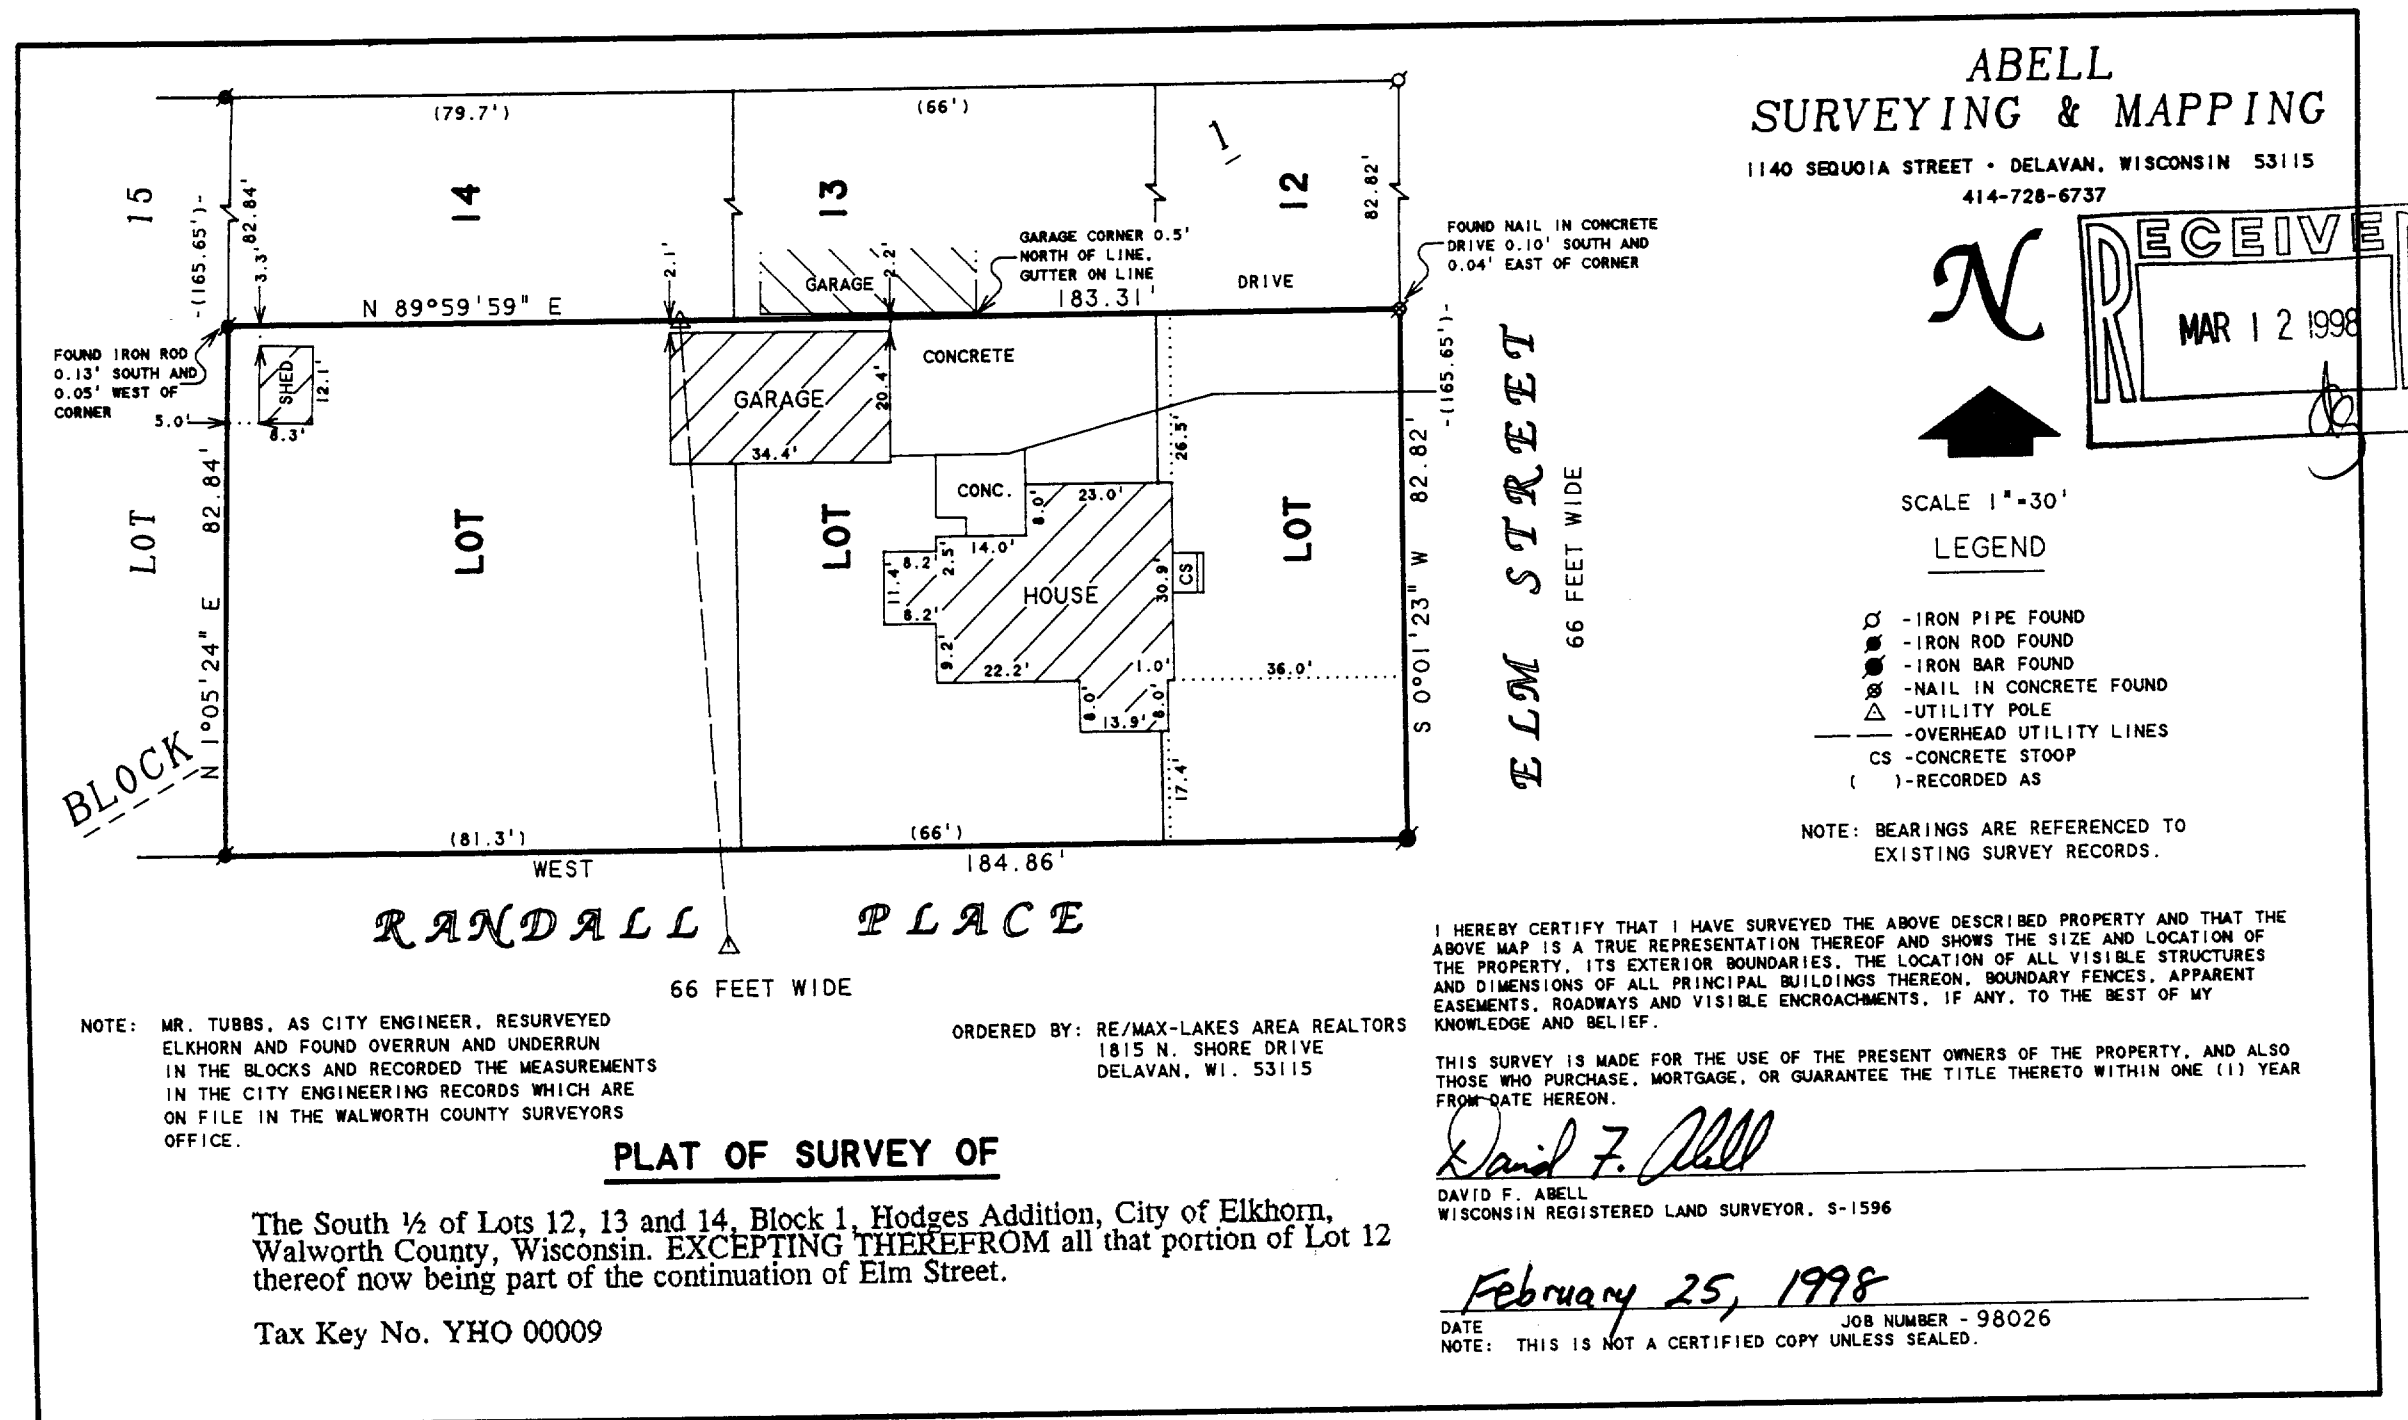 ABELL
SURVEYING & MAPPING
1140 SEQUOIA STREET • DELAVAN, WISCONSIN 53115
414-728-6737
RECEIVED
MAR 12 1998
N
SCALE 1"=30'
LEGEND
-IRON PIPE FOUND
-IRON ROD FOUND
-IRON BAR FOUND
-NAIL IN CONCRETE FOUND
-UTILITY POLE
-OVERHEAD UTILITY LINES
CS -CONCRETE STOOP
( )-RECORDED AS
NOTE: BEARINGS ARE REFERENCED TO
EXISTING SURVEY RECORDS.
(79.7')
(66')
1
15
14
13
12
-(165.65')-
82.84'
3.3'
2.1'
2.2'
82.82'
GARAGE
GARAGE CORNER 0.5'
NORTH OF LINE,
GUTTER ON LINE
DRIVE
FOUND NAIL IN CONCRETE
DRIVE 0.10' SOUTH AND
0.04' EAST OF CORNER
N 89°59'59" E
183.31'
FOUND IRON ROD
0.13' SOUTH AND
0.05' WEST OF
CORNER
5.0'
SHED
12.1'
8.3'
GARAGE
20.4'
34.4'
CONCRETE
CONC.
26.5'
-(165.65')-
82.82'
S 0°01'23" W
ELM STREET
66 FEET WIDE
LOT
LOT
LOT
LOT
82.84'
N 1°05'24" E
BLOCK
23.0'
8.0'
14.0'
2.5'
8.2'
11.4'
8.2'
9.2'
HOUSE
30.9'
CS
22.2'
1.0'
8.0'
8.0'
13.9'
36.0'
17.4'
(81.3')
(66')
WEST
184.86'
RANDALL PLACE
66 FEET WIDE
NOTE: MR. TUBBS, AS CITY ENGINEER, RESURVEYED
ELKHORN AND FOUND OVERRUN AND UNDERRUN
IN THE BLOCKS AND RECORDED THE MEASUREMENTS
IN THE CITY ENGINEERING RECORDS WHICH ARE
ON FILE IN THE WALWORTH COUNTY SURVEYORS
OFFICE.
ORDERED BY: RE/MAX-LAKES AREA REALTORS
1815 N. SHORE DRIVE
DELAVAN, WI. 53115
I HEREBY CERTIFY THAT I HAVE SURVEYED THE ABOVE DESCRIBED PROPERTY AND THAT THE
ABOVE MAP IS A TRUE REPRESENTATION THEREOF AND SHOWS THE SIZE AND LOCATION OF
THE PROPERTY, ITS EXTERIOR BOUNDARIES, THE LOCATION OF ALL VISIBLE STRUCTURES
AND DIMENSIONS OF ALL PRINCIPAL BUILDINGS THEREON, BOUNDARY FENCES, APPARENT
EASEMENTS, ROADWAYS AND VISIBLE ENCROACHMENTS, IF ANY, TO THE BEST OF MY
KNOWLEDGE AND BELIEF.
THIS SURVEY IS MADE FOR THE USE OF THE PRESENT OWNERS OF THE PROPERTY, AND ALSO
THOSE WHO PURCHASE, MORTGAGE, OR GUARANTEE THE TITLE THERETO WITHIN ONE (1) YEAR
FROM DATE HEREON.
David F. Abell
DAVID F. ABELL
WISCONSIN REGISTERED LAND SURVEYOR, S-1596
February 25, 1998
DATE
JOB NUMBER - 98026
NOTE: THIS IS NOT A CERTIFIED COPY UNLESS SEALED.
PLAT OF SURVEY OF
The South ½ of Lots 12, 13 and 14, Block 1, Hodges Addition, City of Elkhorn,
Walworth County, Wisconsin. EXCEPTING THEREFROM all that portion of Lot 12
thereof now being part of the continuation of Elm Street.
Tax Key No. YHO 00009